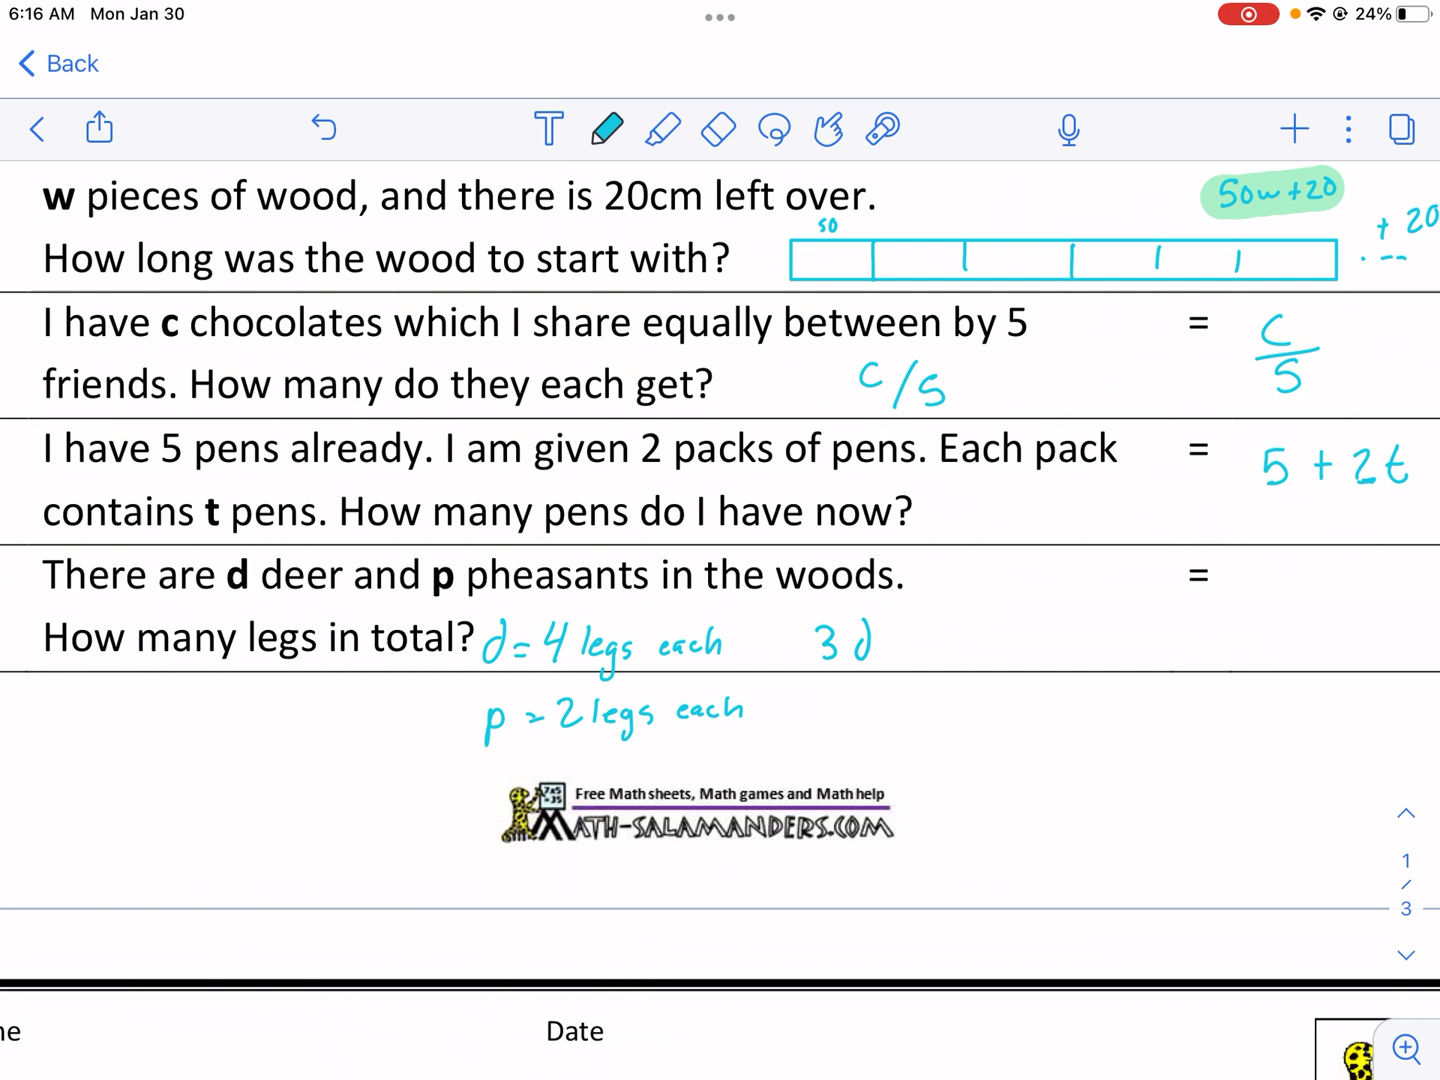 6:16 AM Mon Jan 30
24%
Back
w pieces of wood, and there is 20cm left over.
50w+20
How long was the wood to start with?
50
+ 20
I have c chocolates which I share equally between by 5
= c/5
friends. How many do they each get?
c/5
I have 5 pens already. I am given 2 packs of pens. Each pack
= 5 + 2t
contains t pens. How many pens do I have now?
There are d deer and p pheasants in the woods.
=
How many legs in total?
d = 4 legs each
3 d
p = 2 legs each
Free Math sheets, Math games and Math help
MATH-SALAMANDERS.COM
1
/
3
ne
Date